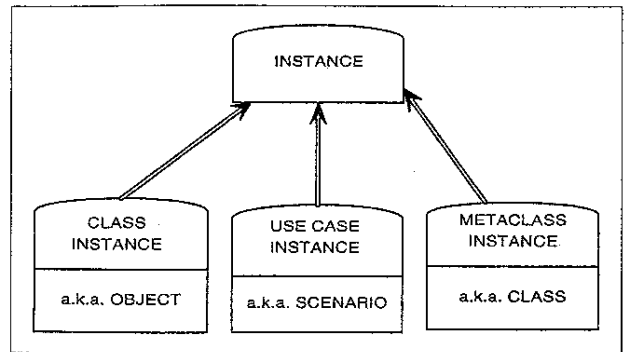 INSTANCE
CLASS
INSTANCE
a.k.a. OBJECT
USE CASE
INSTANCE
a.k.a. SCENARIO
METACLASS
INSTANCE
a.k.a. CLASS